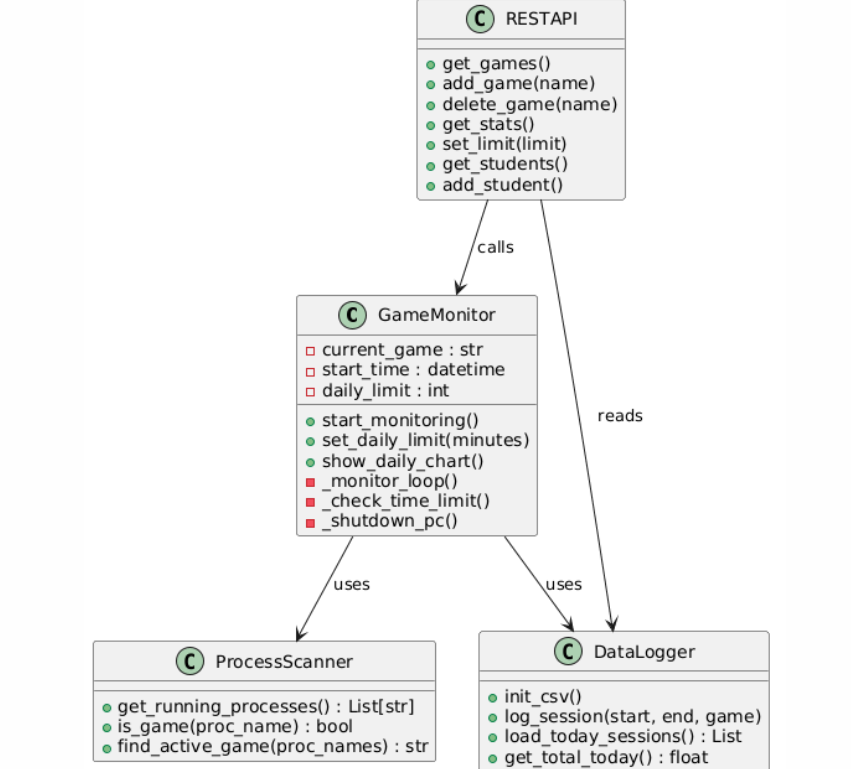 C RESTAPI
get_games()
add_game(name)
delete_game(name)
get_stats()
set_limit(limit)
get_students()
add_student()
calls
reads
C GameMonitor
current_game : str
start_time : datetime
daily_limit : int
start_monitoring()
set_daily_limit(minutes)
show_daily_chart()
_monitor_loop()
_check_time_limit()
_shutdown_pc()
uses
uses
C ProcessScanner
get_running_processes() : List[str]
is_game(proc_name) : bool
find_active_game(proc_names) : str
C DataLogger
init_csv()
log_session(start, end, game)
load_today_sessions() : List
get_total_today() : float